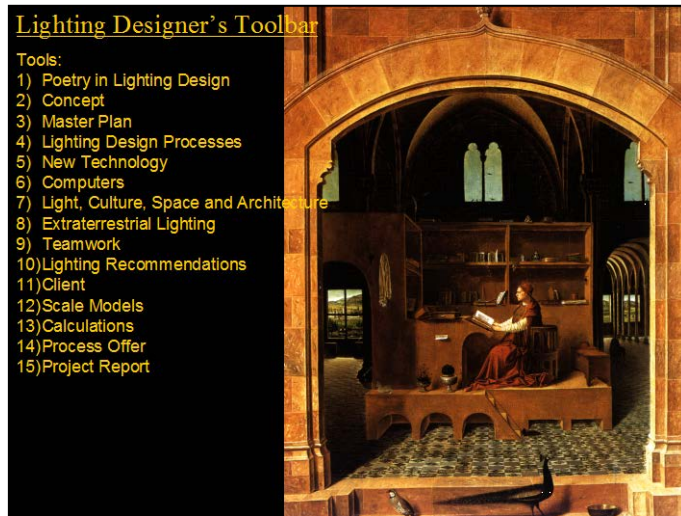 Lighting Designer's Toolbar
Tools:
1) Poetry in Lighting Design
2) Concept
3) Master Plan
4) Lighting Design Processes
5) New Technology
6) Computers
7) Light, Culture, Space and Architecture
8) Extraterrestrial Lighting
9) Teamwork
10)Lighting Recommendations
11)Client
12)Scale Models
13)Calculations
14)Process Offer
15)Project Report